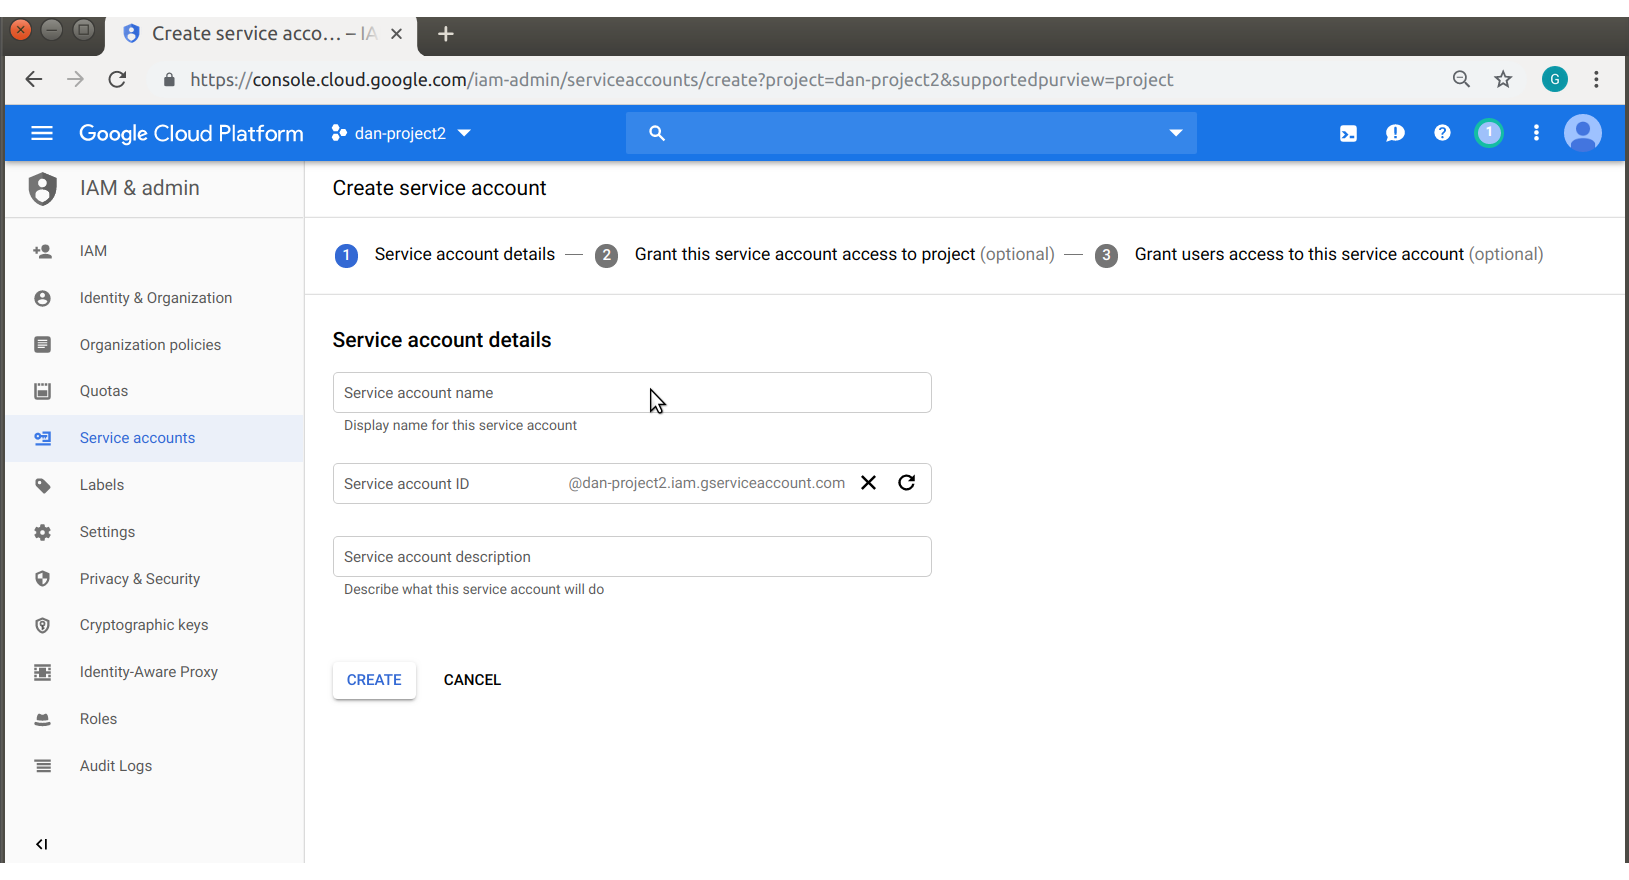 Create service acco… – IA
https://console.cloud.google.com/iam-admin/serviceaccounts/create?project=dan-project2&supportedpurview=project
G
Google Cloud Platform
dan-project2
1
IAM & admin
Create service account
IAM
Identity & Organization
Organization policies
Quotas
Service accounts
Labels
Settings
Privacy & Security
Cryptographic keys
Identity-Aware Proxy
Roles
Audit Logs
1 Service account details — 2 Grant this service account access to project (optional) — 3 Grant users access to this service account (optional)
Service account details
Service account name
Display name for this service account
Service account ID @dan-project2.iam.gserviceaccount.com
Service account description
Describe what this service account will do
CREATE CANCEL